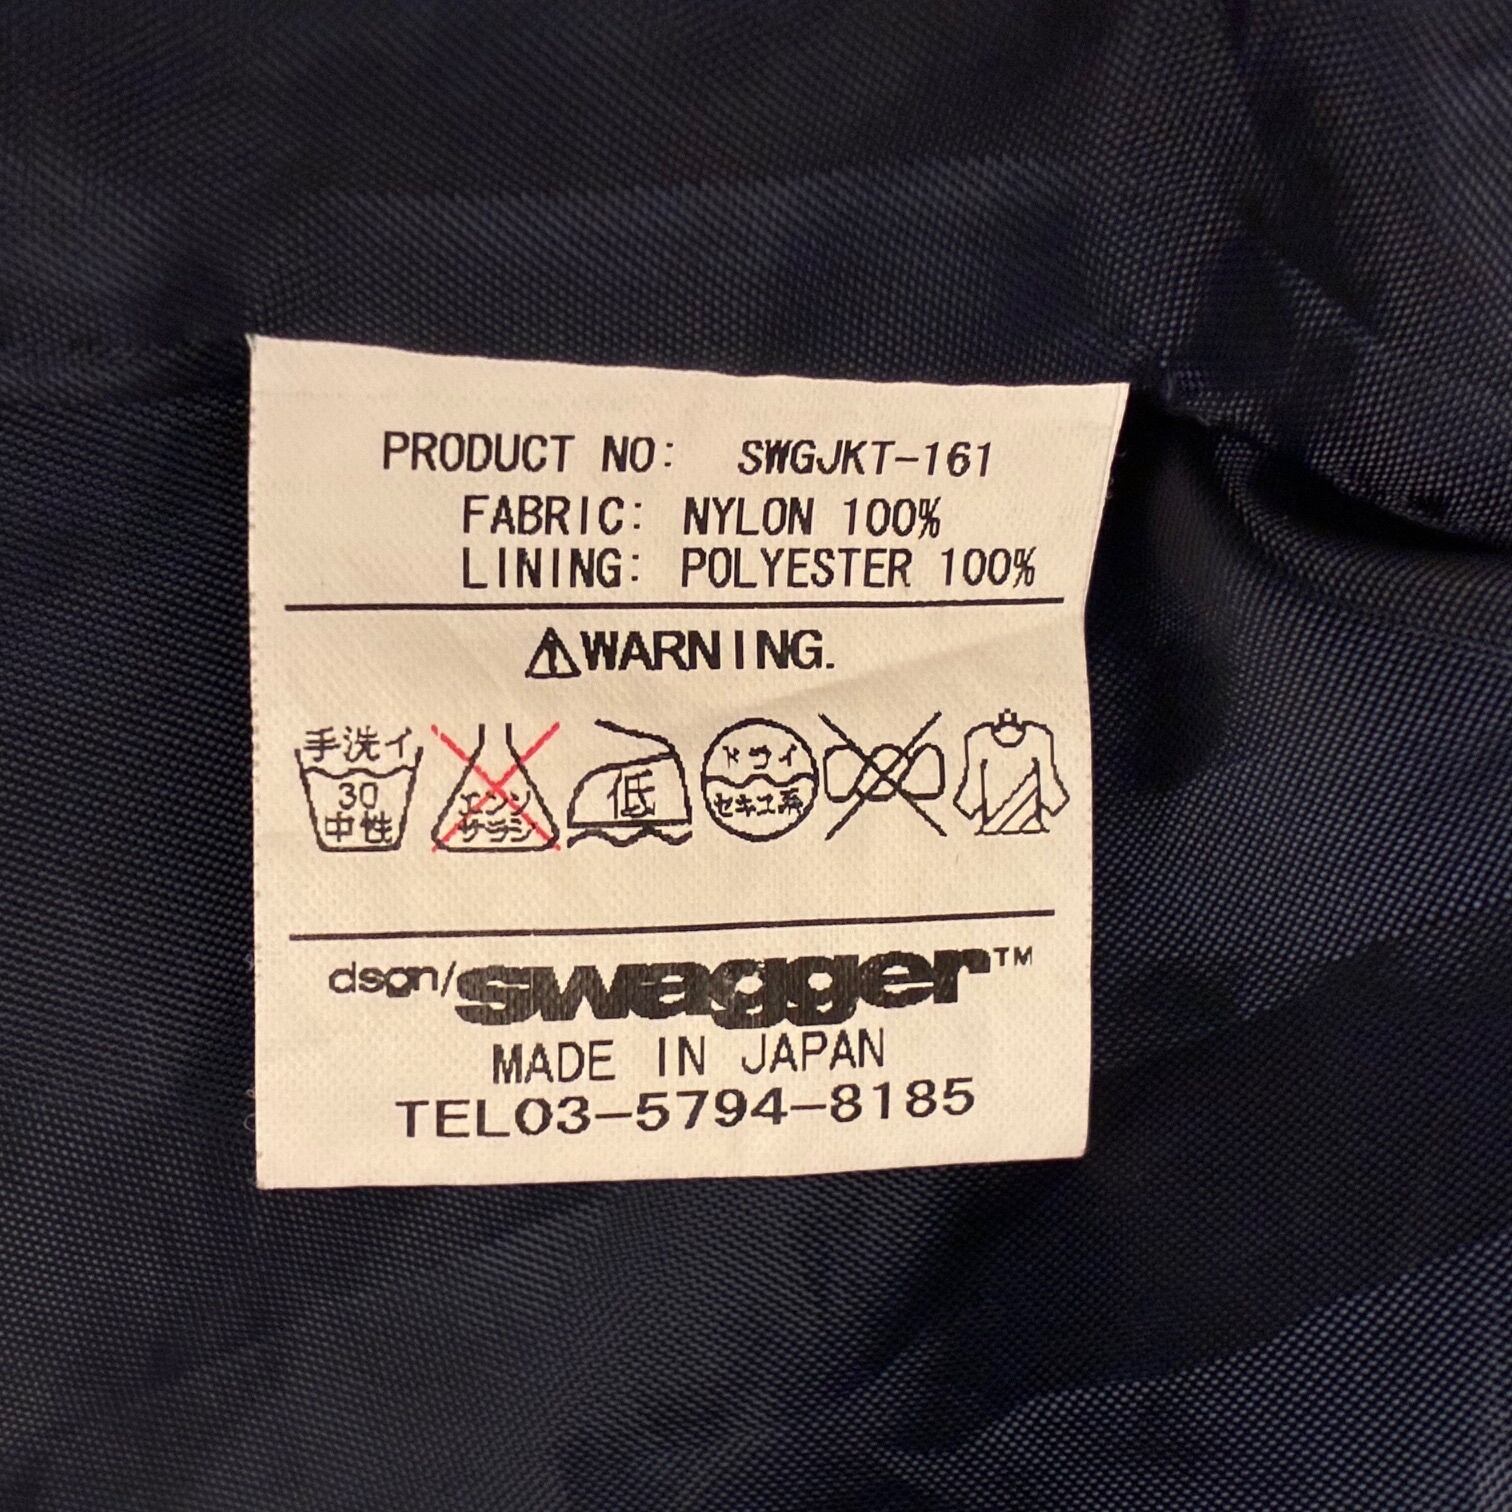 PRODUCT NO: SWGJKT-161
FABRIC: NYLON 100%
LINING: POLYESTER 100%
WARNING.
手洗イ
30
中性
エンソ
サラシ
低
ドライ
セキユ系
dsgn/swagger™
MADE IN JAPAN
TEL03-5794-8185